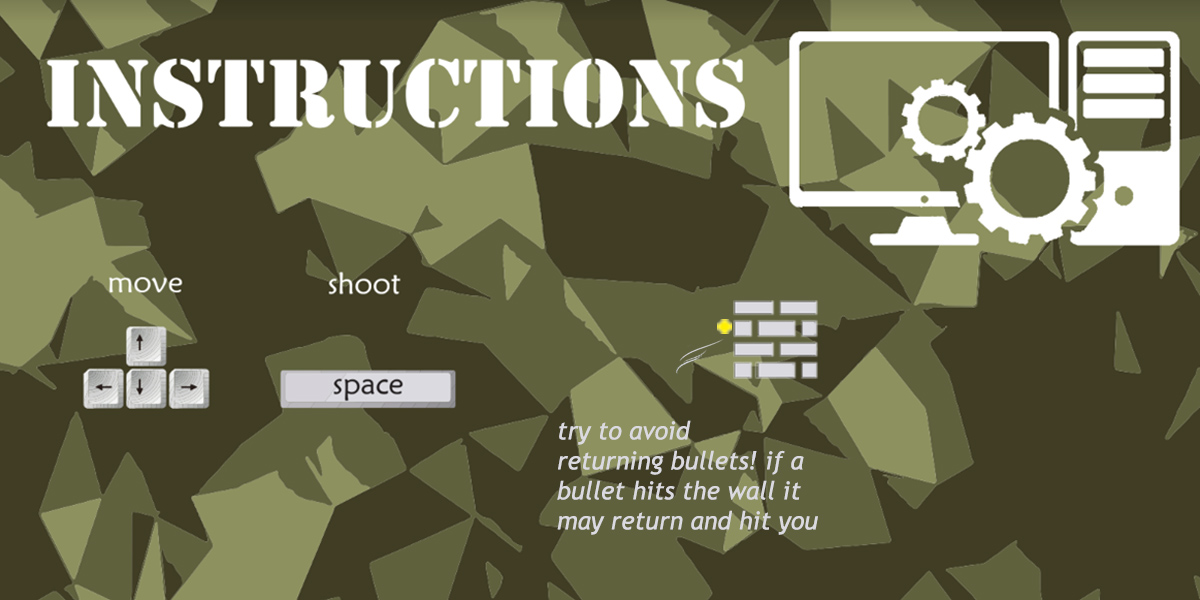 INSTRUCTIONS
move
shoot
↑
← ↓ →
space
try to avoid
returning bullets! if a
bullet hits the wall it
may return and hit you